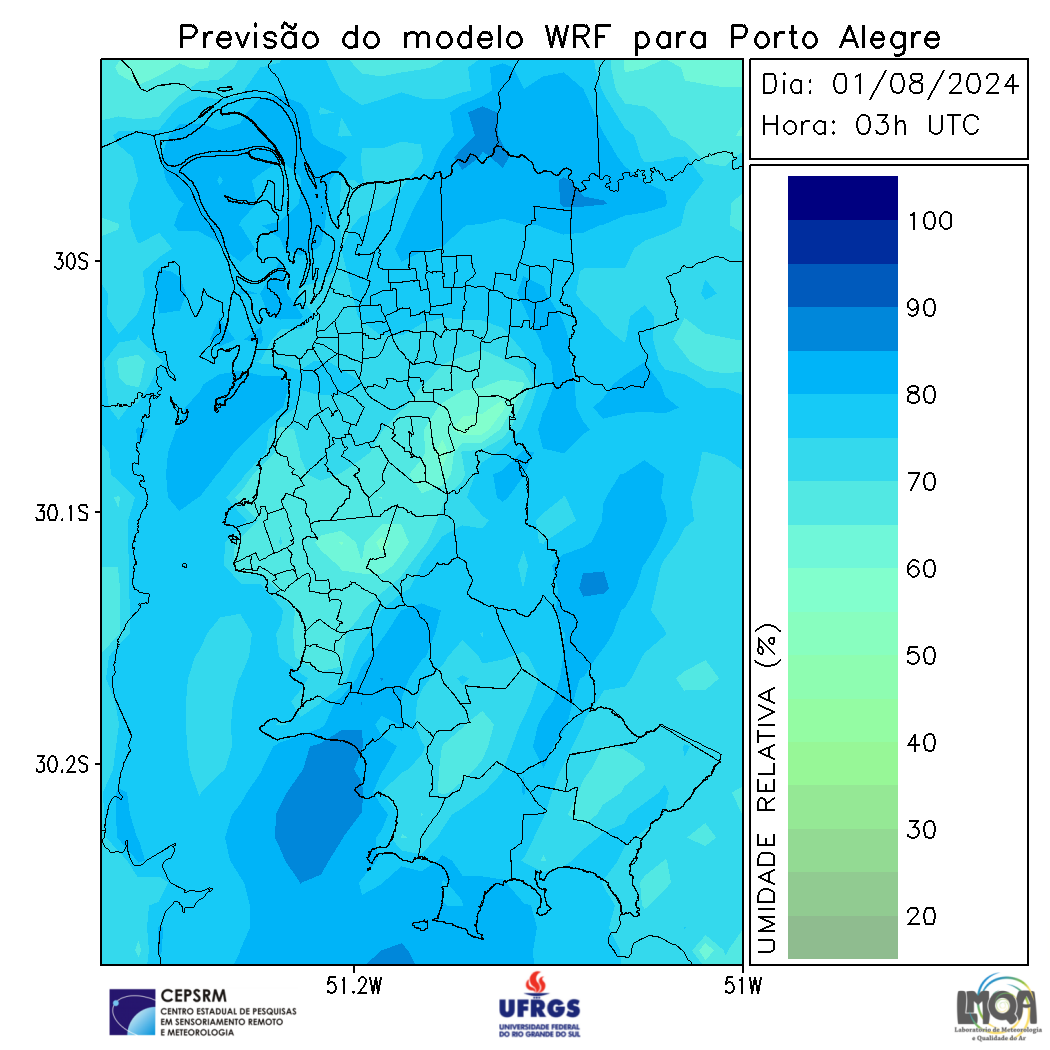 Previsão do modelo WRF para Porto Alegre
Dia: 01/08/2024
Hora: 03h UTC
30S
30.1S
30.2S
51.2W
51W
UMIDADE RELATIVA (%)
100
90
80
70
60
50
40
30
20
CEPSRM
CENTRO ESTADUAL DE PESQUISAS
EM SENSORIAMENTO REMOTO
E METEOROLOGIA
UFRGS
UNIVERSIDADE FEDERAL
DO RIO GRANDE DO SUL
LMQA
Laboratório de Meteorologia
e Qualidade do Ar